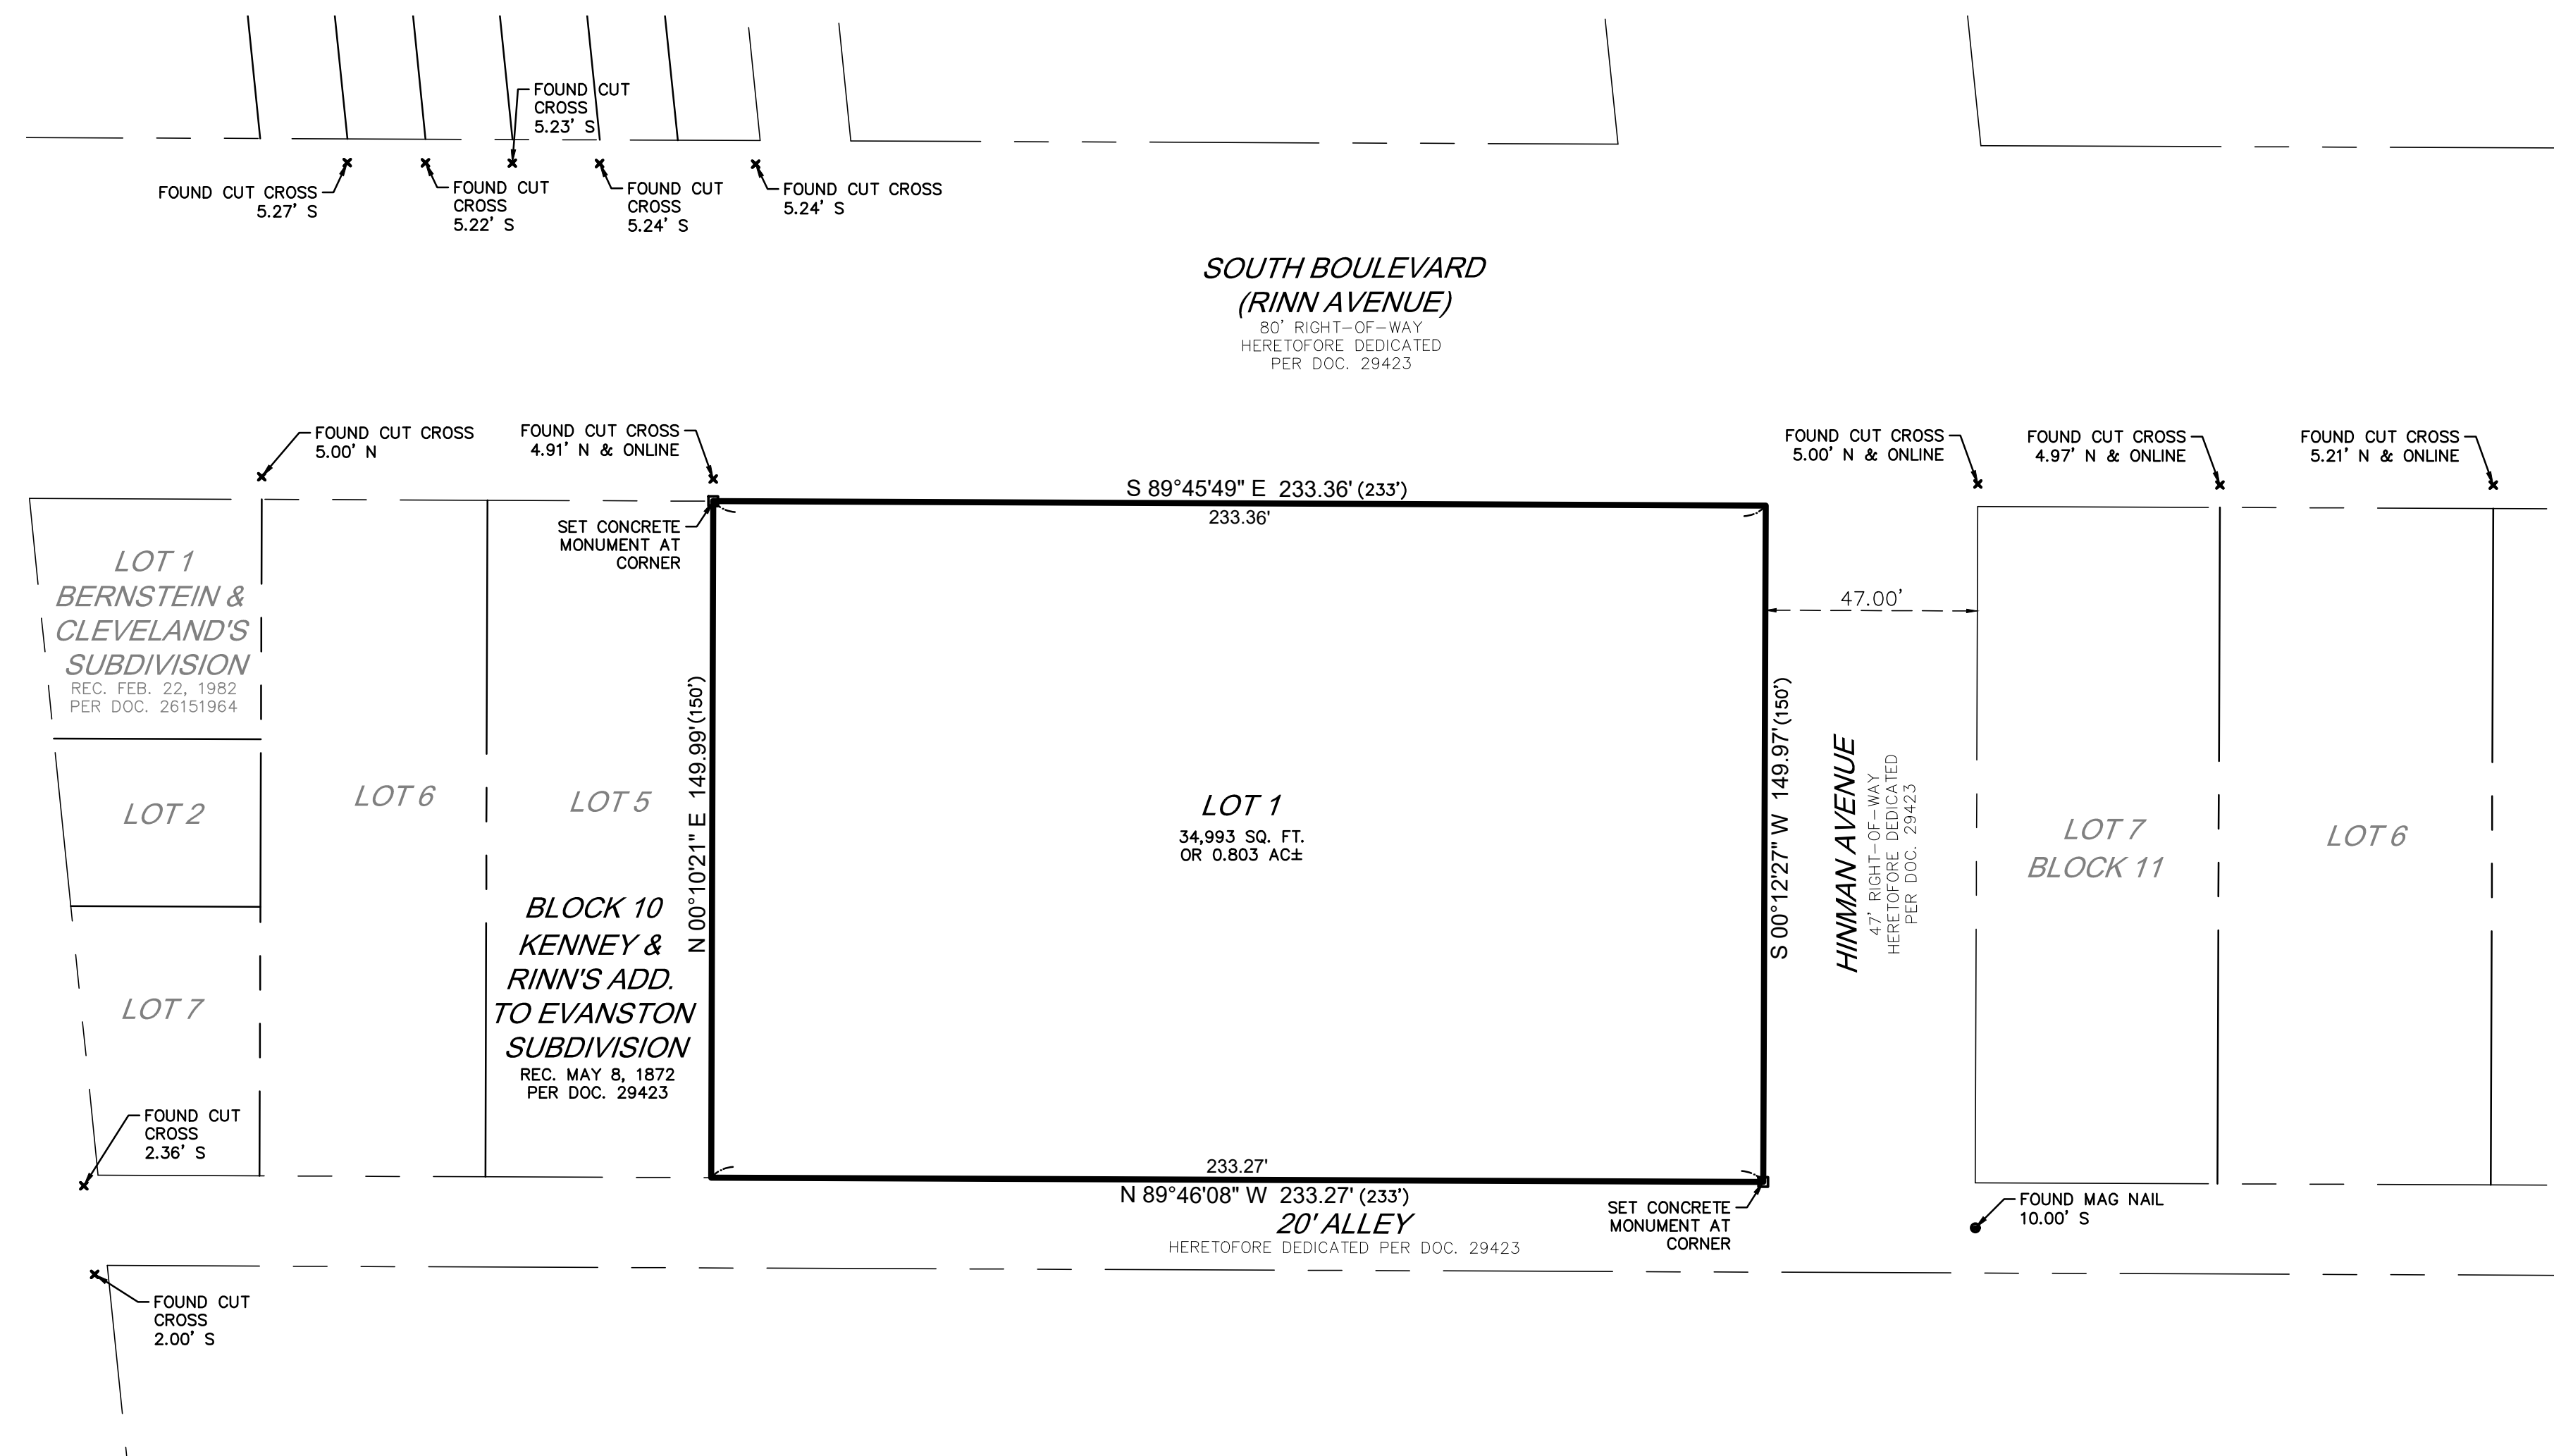 FOUND CUT
CROSS
5.23' S
FOUND CUT CROSS
5.27' S
FOUND CUT
CROSS
5.22' S
FOUND CUT
CROSS
5.24' S
FOUND CUT CROSS
5.24' S
SOUTH BOULEVARD
(RINN AVENUE)
80' RIGHT-OF-WAY
HERETOFORE DEDICATED
PER DOC. 29423
FOUND CUT CROSS
5.00' N
FOUND CUT CROSS
4.91' N & ONLINE
FOUND CUT CROSS
5.00' N & ONLINE
FOUND CUT CROSS
4.97' N & ONLINE
FOUND CUT CROSS
5.21' N & ONLINE
S 89°45'49" E 233.36' (233')
233.36'
SET CONCRETE
MONUMENT AT
CORNER
LOT 1
BERNSTEIN &
CLEVELAND'S
SUBDIVISION
REC. FEB. 22, 1982
PER DOC. 26151964
LOT 2
LOT 7
LOT 6
LOT 5
BLOCK 10
KENNEY &
RINN'S ADD.
TO EVANSTON
SUBDIVISION
REC. MAY 8, 1872
PER DOC. 29423
N 00°10'21" E 149.99' (150')
LOT 1
34,993 SQ. FT.
OR 0.803 AC±
S 00°12'27" W 149.97' (150')
47.00'
HINMAN AVENUE
47' RIGHT-OF-WAY
HERETOFORE DEDICATED
PER DOC. 29423
LOT 7
BLOCK 11
LOT 6
FOUND CUT
CROSS
2.36' S
233.27'
N 89°46'08" W 233.27' (233')
20' ALLEY
HERETOFORE DEDICATED PER DOC. 29423
SET CONCRETE
MONUMENT AT
CORNER
FOUND MAG NAIL
10.00' S
FOUND CUT
CROSS
2.00' S